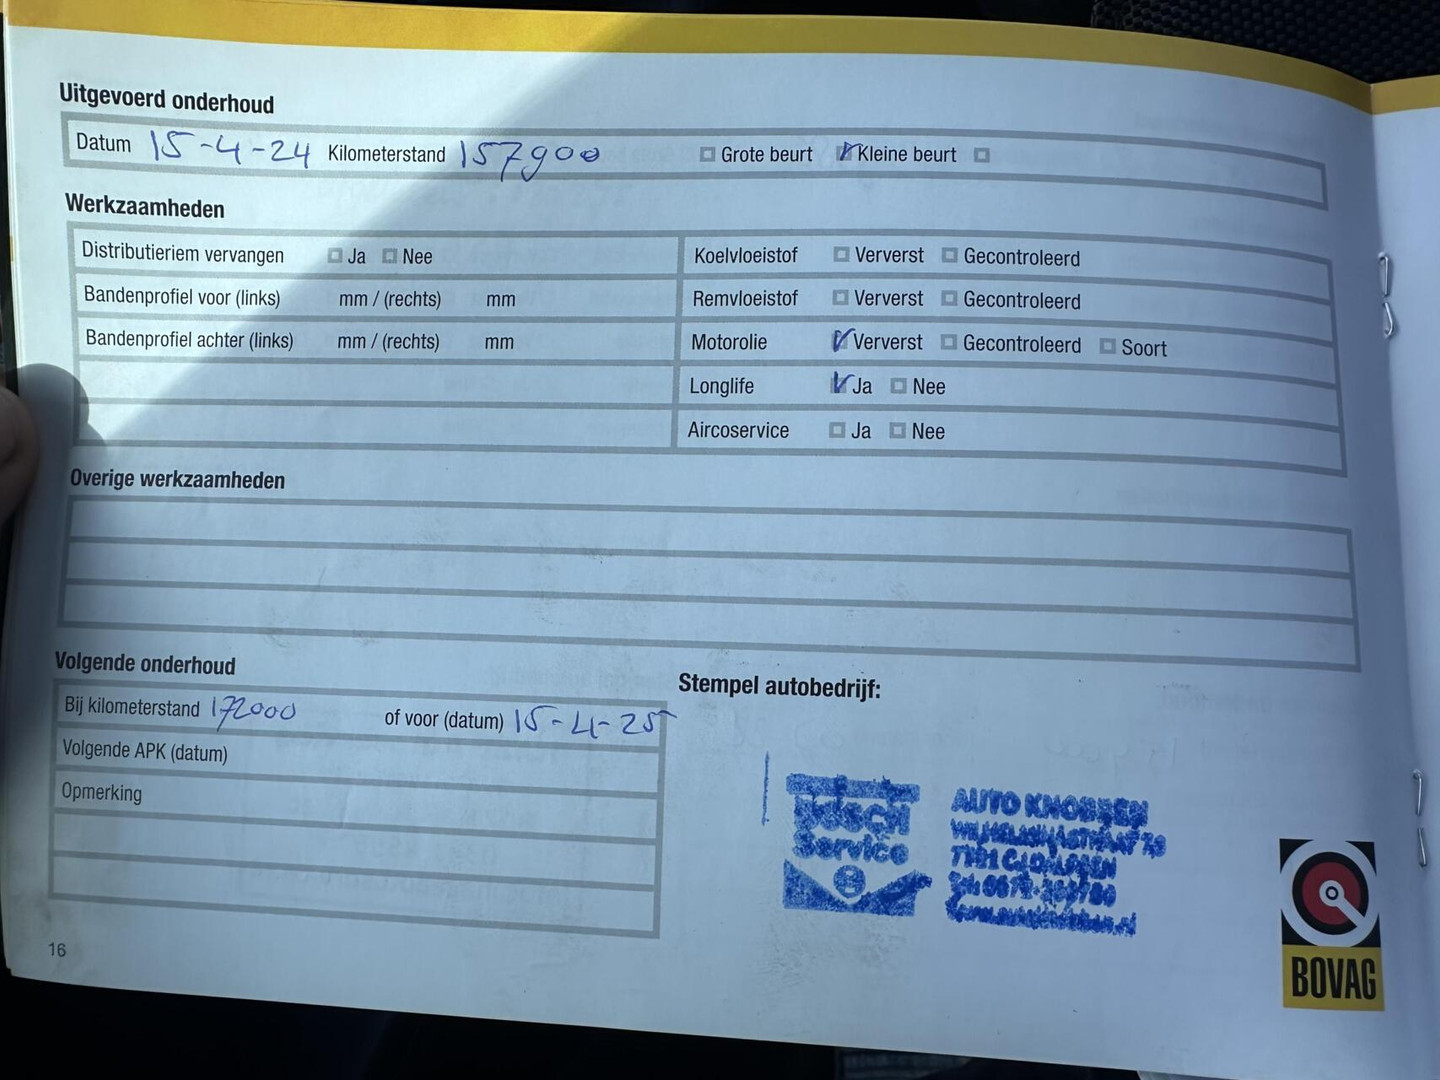 Uitgevoerd onderhoud
Datum 15-4-24 Kilometerstand 157900 Grote beurt Kleine beurt
Werkzaamheden
Distributieriem vervangen Ja Nee
Bandenprofiel voor (links) mm / (rechts) mm
Bandenprofiel achter (links) mm / (rechts) mm
Koelvloeistof Ververst Gecontroleerd
Remvloeistof Ververst Gecontroleerd
Motorolie Ververst Gecontroleerd Soort
Longlife Ja Nee
Aircoservice Ja Nee
Overige werkzaamheden
Volgende onderhoud
Bij kilometerstand 172000 of voor (datum) 15-4-25
Volgende APK (datum)
Opmerking
Stempel autobedrijf:
Bosch
Service
AUTO KNOBBEN
BOVAG
16